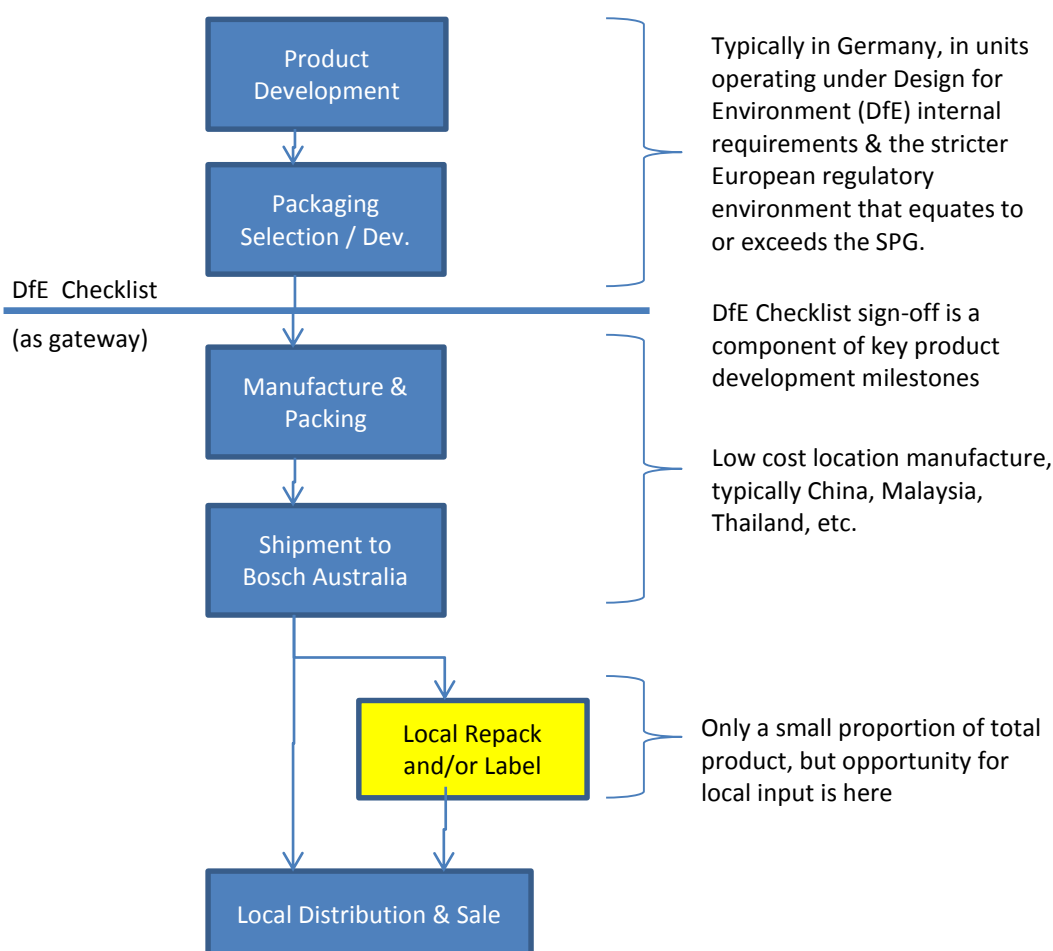 Product
Development
Typically in Germany, in units
operating under Design for
Environment (DfE) internal
requirements & the stricter
European regulatory
environment that equates to
or exceeds the SPG.
Packaging
Selection / Dev.
DfE Checklist
(as gateway)
DfE Checklist sign-off is a
component of key product
development milestones
Manufacture &
Packing
Low cost location manufacture,
typically China, Malaysia,
Thailand, etc.
Shipment to
Bosch Australia
Local Repack
and/or Label
Only a small proportion of total
product, but opportunity for
local input is here
Local Distribution & Sale